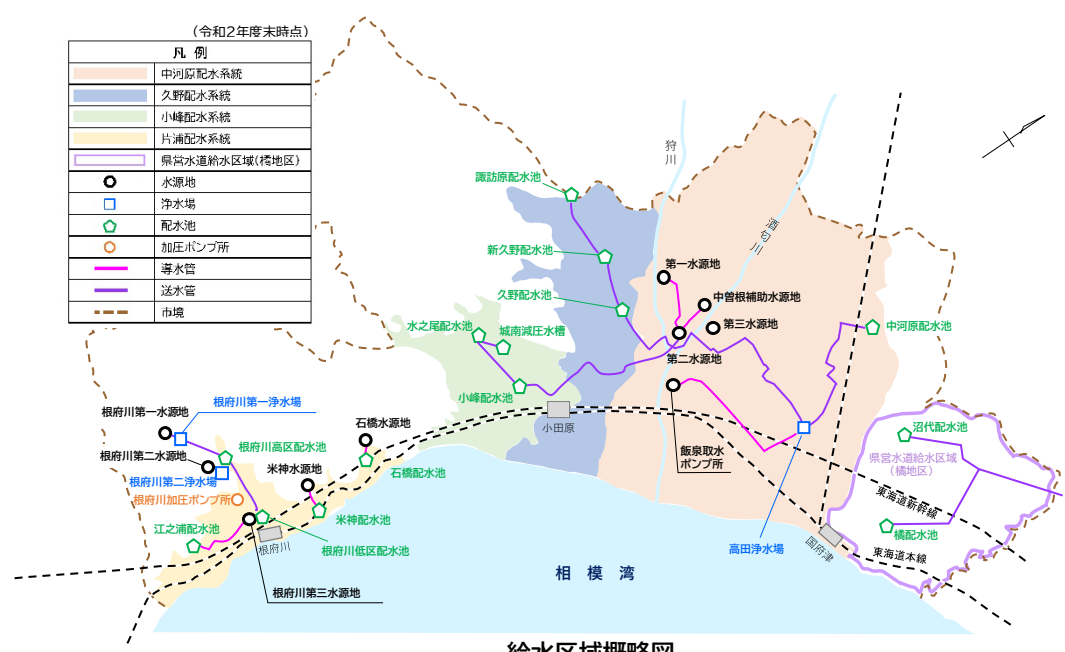 (令和2年度末時点)
凡 例
中河原配水系統
久野配水系統
小峰配水系統
片浦配水系統
県営水道給水区域(橘地区)
水源地
浄水場
配水池
加圧ポンプ所
導水管
送水管
市境
狩川
酒匂川
諏訪原配水池
新久野配水池
久野配水池
第一水源地
中曽根補助水源地
第三水源地
第二水源地
中河原配水池
水之尾配水池
城南減圧水槽
小峰配水池
小田原
飯泉取水
ポンプ所
高田浄水場
沼代配水池
県営水道給水区域
(橘地区)
東海道新幹線
橘配水池
東海道本線
国府津
根府川第一浄水場
根府川第一水源地
根府川高区配水池
根府川第二水源地
根府川第二浄水場
根府川加圧ポンプ所
石橋水源地
石橋配水池
米神水源地
米神配水池
江之浦配水池
根府川
根府川低区配水池
根府川第三水源地
相 模 湾
給水区域概略図